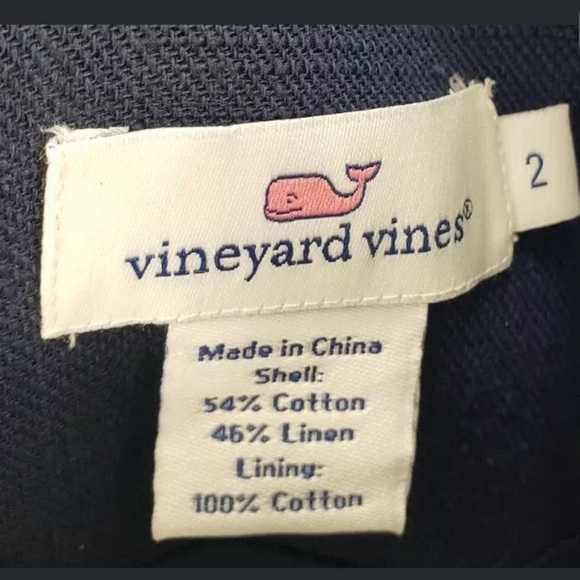 vineyard vines®
2
Made in China
Shell:
54% Cotton
46% Linen
Lining:
100% Cotton